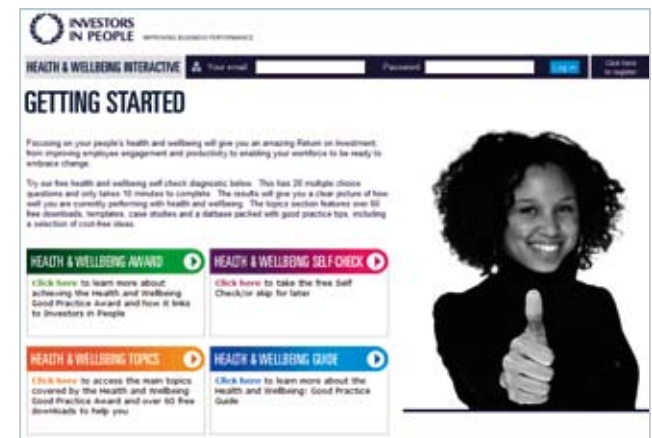 INVESTORS
IN PEOPLE
IMPROVING BUSINESS PERFORMANCE
HEALTH & WELLBEING INTERACTIVE
Your email
Password
Log in
Click here
to register
GETTING STARTED
Focusing on your people's health and wellbeing will give you an amazing Return on Investment,
from improving employee engagement and productivity to enabling your workforce to be ready to
embrace change.
Try our free health and wellbeing self check diagnostic below. This has 20 multiple choice
questions and only takes 10 minutes to complete. The results will give you a clear picture of how
well you are currently performing with health and wellbeing. The topics section features over 60
free downloads, templates, case studies and a datbase packed with good practice tips, including
a selection of cost-free ideas.
HEALTH & WELLBEING AWARD
Click here to learn more about
achieving the Health and Wellbeing
Good Practice Award and how it links
to Investors in People
HEALTH & WELLBEING SELF-CHECK
Click here to take the free Self
Check/or skip for later
HEALTH & WELLBEING TOPICS
Click here to access the main topics
covered by the Health and Wellbeing
Good Practice Award and over 60 free
downloads to help you
HEALTH & WELLBEING GUIDE
Click here to learn more about the
Health and Wellbeing: Good Practice
Guide